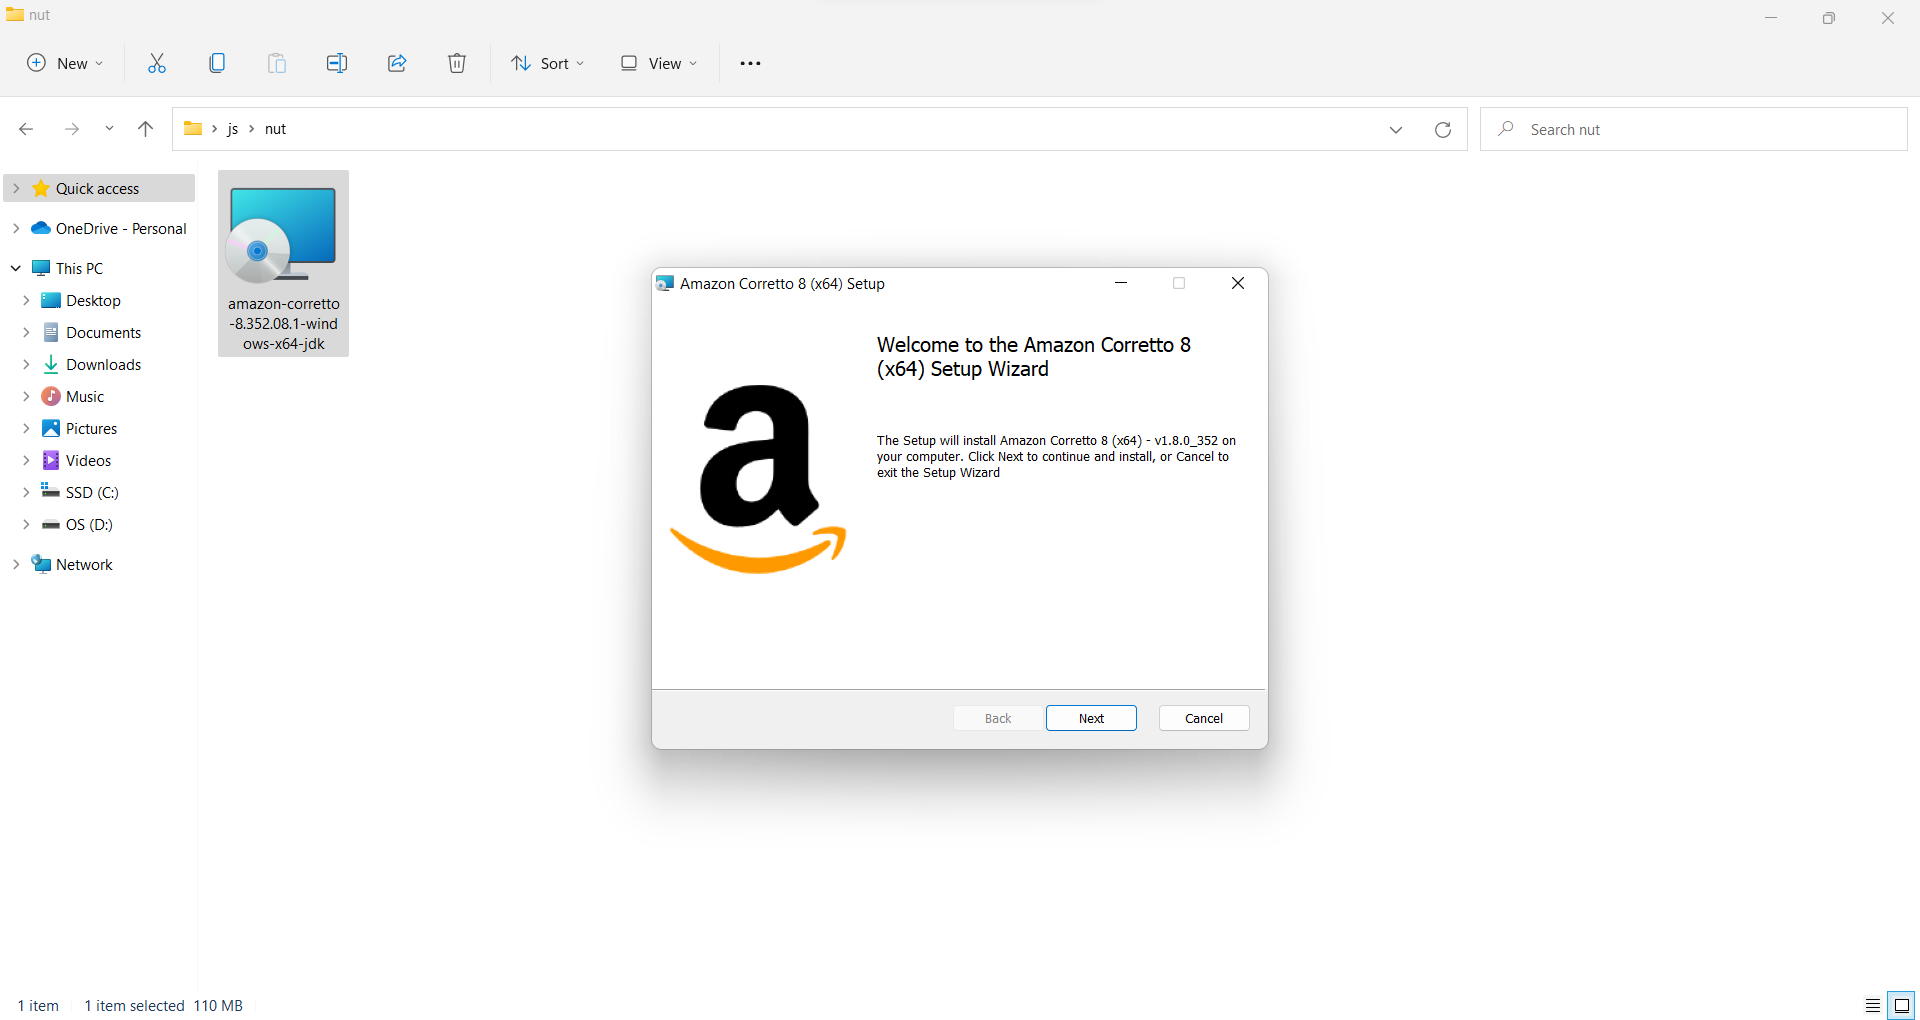 nut
New
Sort
View
js
nut
Search nut
Quick access
OneDrive - Personal
This PC
Desktop
Documents
Downloads
Music
Pictures
Videos
SSD (C:)
OS (D:)
Network
amazon-corretto
-8.352.08.1-wind
ows-x64-jdk
Amazon Corretto 8 (x64) Setup
Welcome to the Amazon Corretto 8
(x64) Setup Wizard
The Setup will install Amazon Corretto 8 (x64) - v1.8.0_352 on
your computer. Click Next to continue and install, or Cancel to
exit the Setup Wizard
a
Back
Next
Cancel
1 item
1 item selected 110 MB